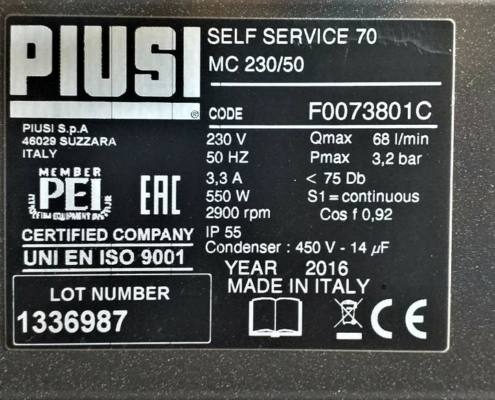 PIUSI
®
SELF SERVICE 70
MC 230/50
CODE F0073801C
PIUSI S.p.A
46029 SUZZARA
ITALY
230 V Qmax 68 l/min
50 HZ Pmax 3,2 bar
3,3 A < 75 Db
550 W S1 = continuous
2900 rpm Cos f 0,92
IP 55
Condenser : 450 V - 14 µF
MEMBER
PEI
EAC
CERTIFIED COMPANY
UNI EN ISO 9001
YEAR 2016
MADE IN ITALY
LOT NUMBER
1336987
CE